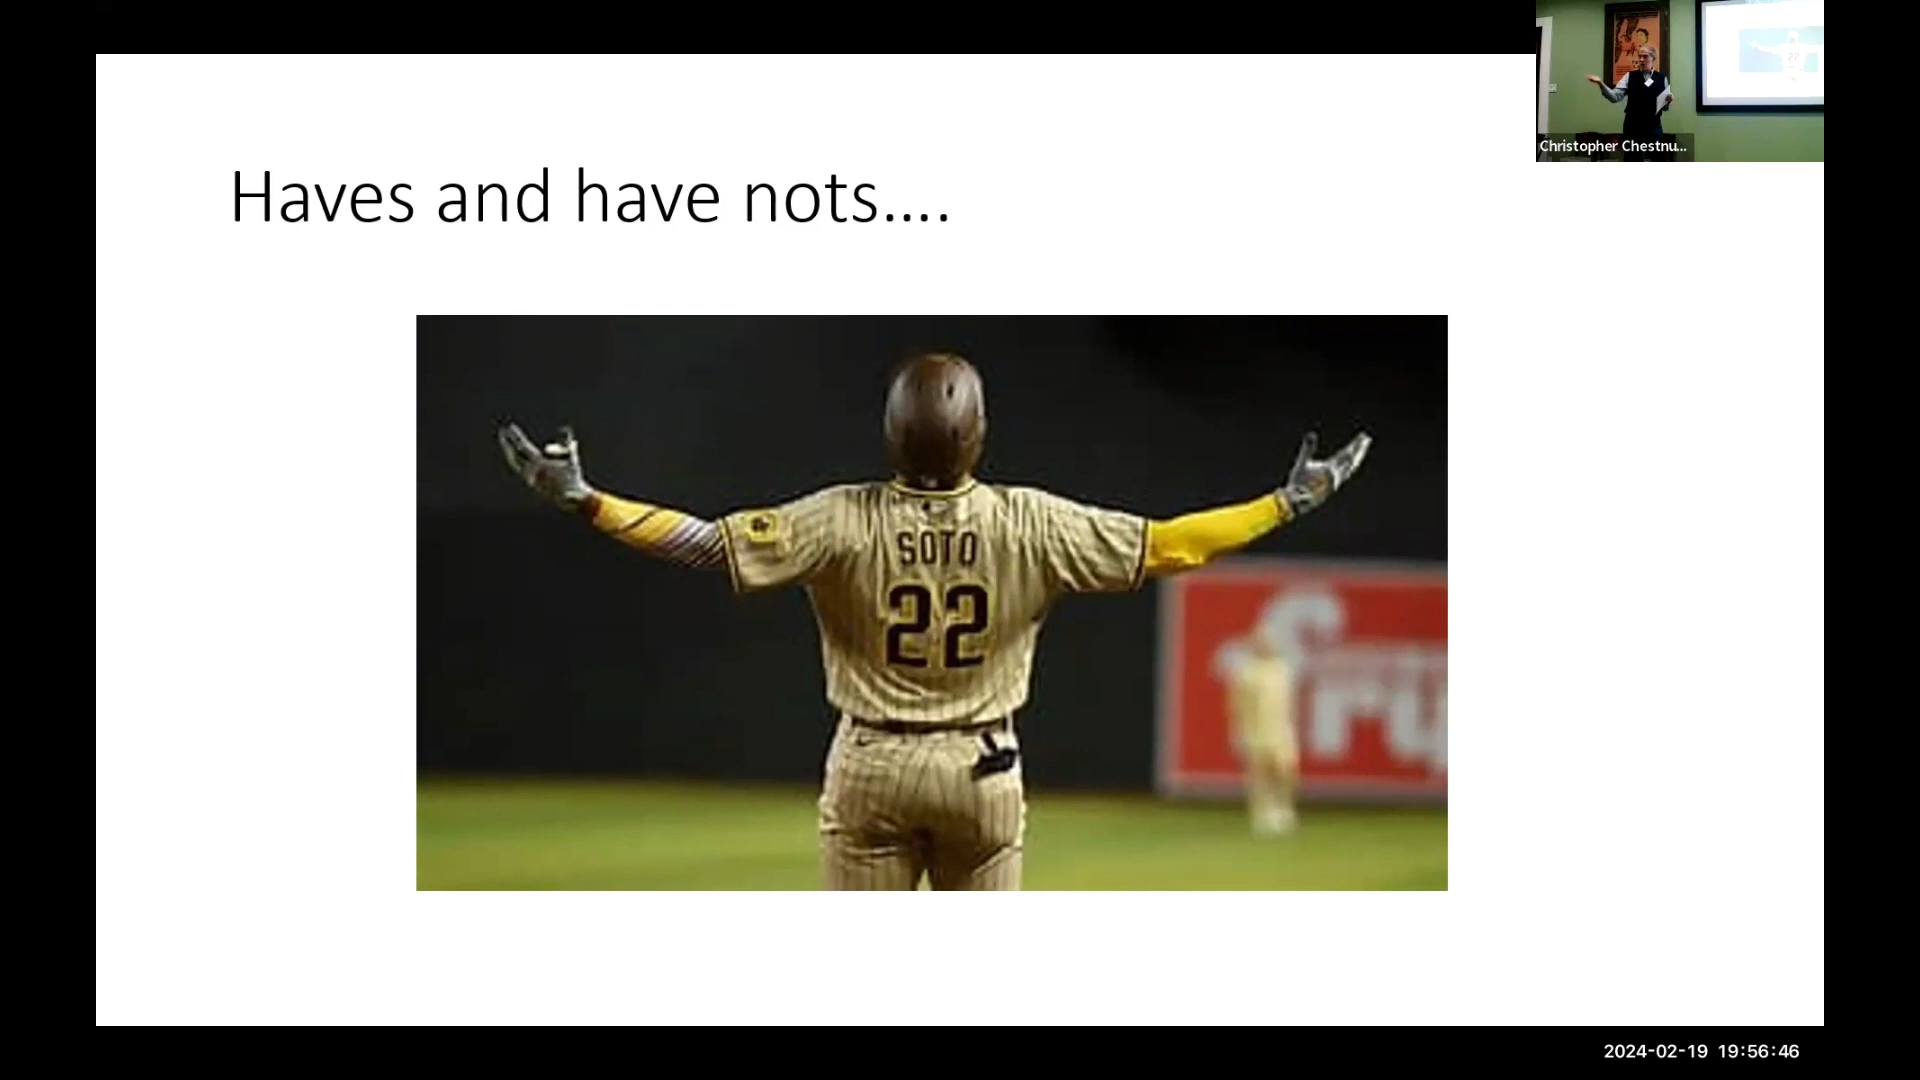 Haves and have nots....
Christopher Chestnu...
SOTO
22
2024-02-19 19:56:46